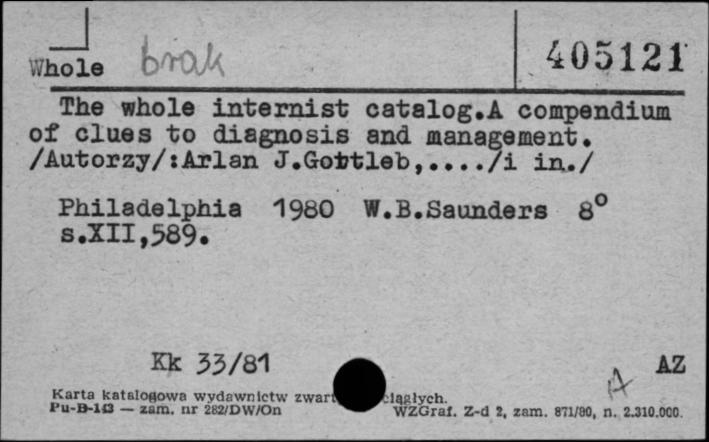 Whole brak 405121
The whole internist catalog.A compendium
of clues to diagnosis and management.
/Autorzy/:Arlan J.Gottleb,..../i in./
Philadelphia 1980 W.B.Saunders 8°
s.XII,589.
Kk 33/81 A AZ
Karta katalogowa wydawnictw zwart ciągłych.
Pu-B-143 — zam. nr 282/DW/On WZGraf. Z-d 2, zam. 871/80, n. 2.310.000.